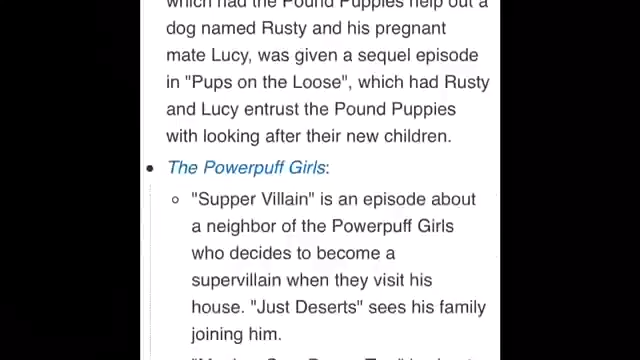 which had the Pound Puppies help out a
dog named Rusty and his pregnant
mate Lucy, was given a sequel episode
in "Pups on the Loose", which had Rusty
and Lucy entrust the Pound Puppies
with looking after their new children.
The Powerpuff Girls:
"Supper Villain" is an episode about
a neighbor of the Powerpuff Girls
who decides to become a
supervillain when they visit his
house. "Just Deserts" sees his family
joining him.